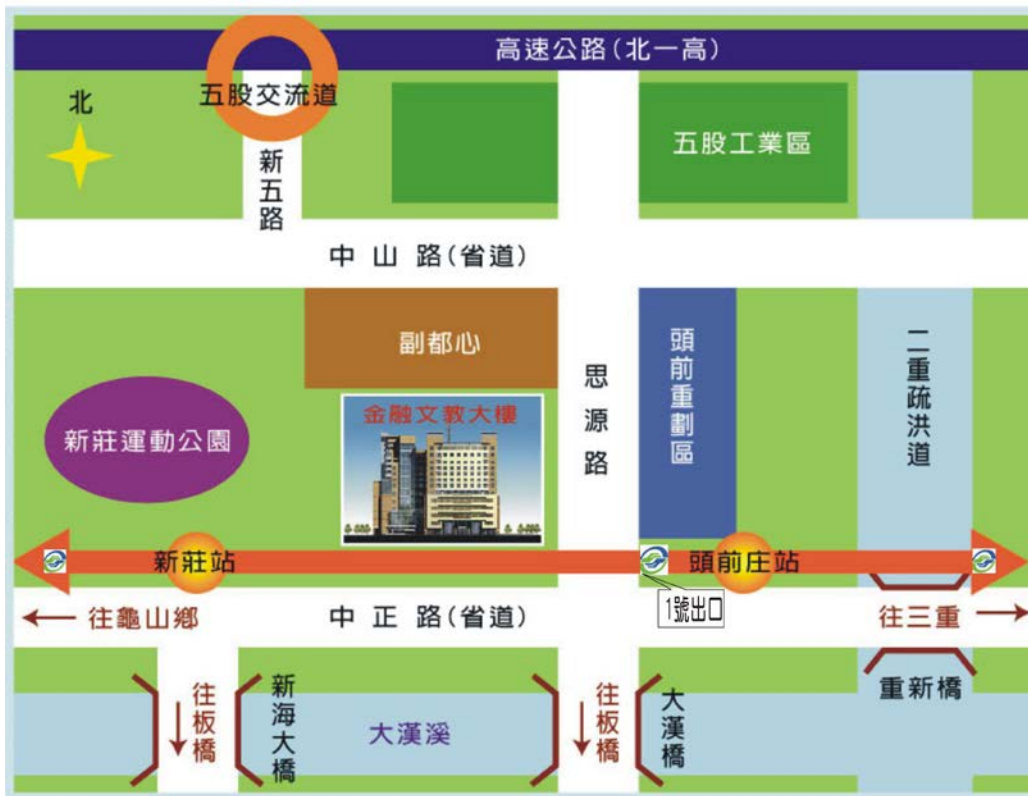 高速公路(北一高)
五股交流道
北
新五路
五股工業區
中山路(省道)
副都心
思源路
頭前重劃區
二重疏洪道
金融文教大樓
新莊運動公園
新莊站
頭前庄站
1號出口
往龜山鄉
中正路(省道)
往三重
往板橋
新海大橋
大漢溪
往板橋
大漢橋
重新橋